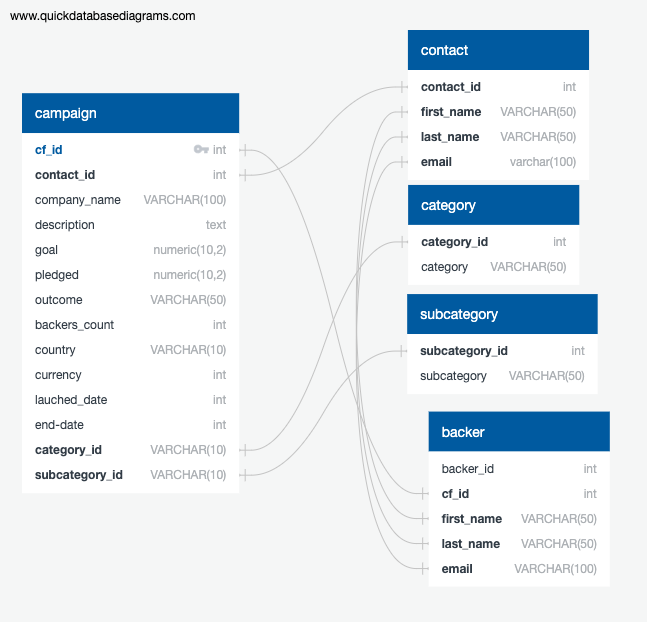 www.quickdatabasediagrams.com
campaign
cf_id int
contact_id int
company_name VARCHAR(100)
description text
goal numeric(10,2)
pledged numeric(10,2)
outcome VARCHAR(50)
backers_count int
country VARCHAR(10)
currency int
lauched_date int
end-date int
category_id VARCHAR(10)
subcategory_id VARCHAR(10)
contact
contact_id int
first_name VARCHAR(50)
last_name VARCHAR(50)
email varchar(100)
category
category_id int
category VARCHAR(50)
subcategory
subcategory_id int
subcategory VARCHAR(50)
backer
backer_id int
cf_id int
first_name VARCHAR(50)
last_name VARCHAR(50)
email VARCHAR(100)